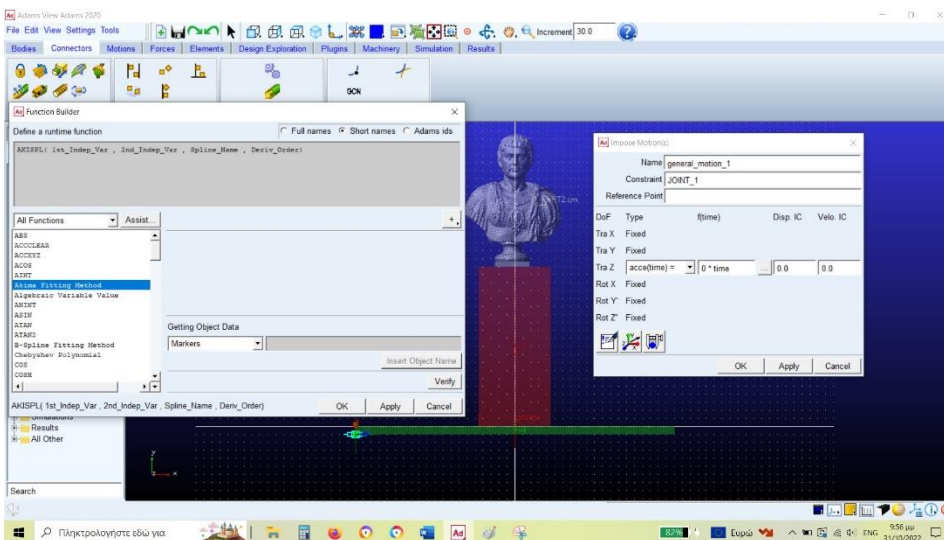 Adams View Adams 2020
File Edit View Settings Tools
Increment 30.0
Bodies Connectors Motions Forces Elements Design Exploration Plugins Machinery Simulation Results
GCN
Function Builder
Define a runtime function
Full names Short names Adams ids
AKISPL( 1st_Indep_Var , 2nd_Indep_Var , Spline_Name , Deriv_Order)
All Functions
Assist...
ABS
ACCCLEAR
ACCXYZ
ACOS
AINT
Akima Fitting Method
Algebraic Variable Value
ANINT
ASIN
ATAN
ATAN2
B-Spline Fitting Method
Chebyshev Polynomial
COS
COSH
Getting Object Data
Markers
Insert Object Name
Verify
AKISPL( 1st_Indep_Var , 2nd_Indep_Var , Spline_Name , Deriv_Order)
OK Apply Cancel
Impose Motion(s)
Name general_motion_1
Constraint JOINT_1
Reference Point
DoF Type f(time) Disp. IC Velo. IC
Tra X Fixed
Tra Y Fixed
Tra Z acce(time) = 0 * time ... 0.0 0.0
Rot X Fixed
Rot Y' Fixed
Rot Z" Fixed
OK Apply Cancel
Results
All Other
Search
y
x
Πληκτρολογήστε εδώ για
Ad
82%
Ευρώ
ENG
9:56 μμ
31/10/2022